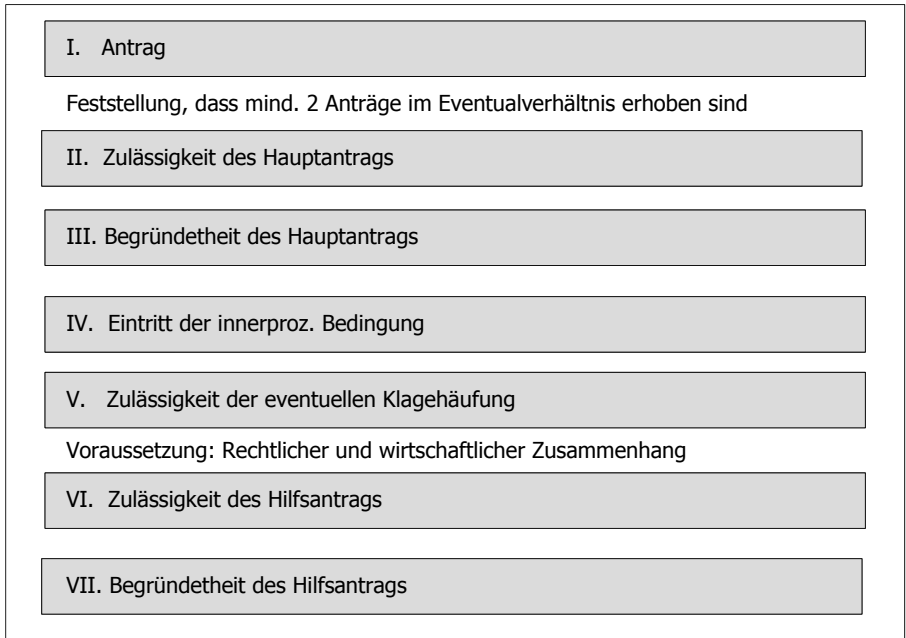 I. Antrag
Feststellung, dass mind. 2 Anträge im Eventualverhältnis erhoben sind
II. Zulässigkeit des Hauptantrags
III. Begründetheit des Hauptantrags
IV. Eintritt der innerproz. Bedingung
V. Zulässigkeit der eventuellen Klagehäufung
Voraussetzung: Rechtlicher und wirtschaftlicher Zusammenhang
VI. Zulässigkeit des Hilfsantrags
VII. Begründetheit des Hilfsantrags